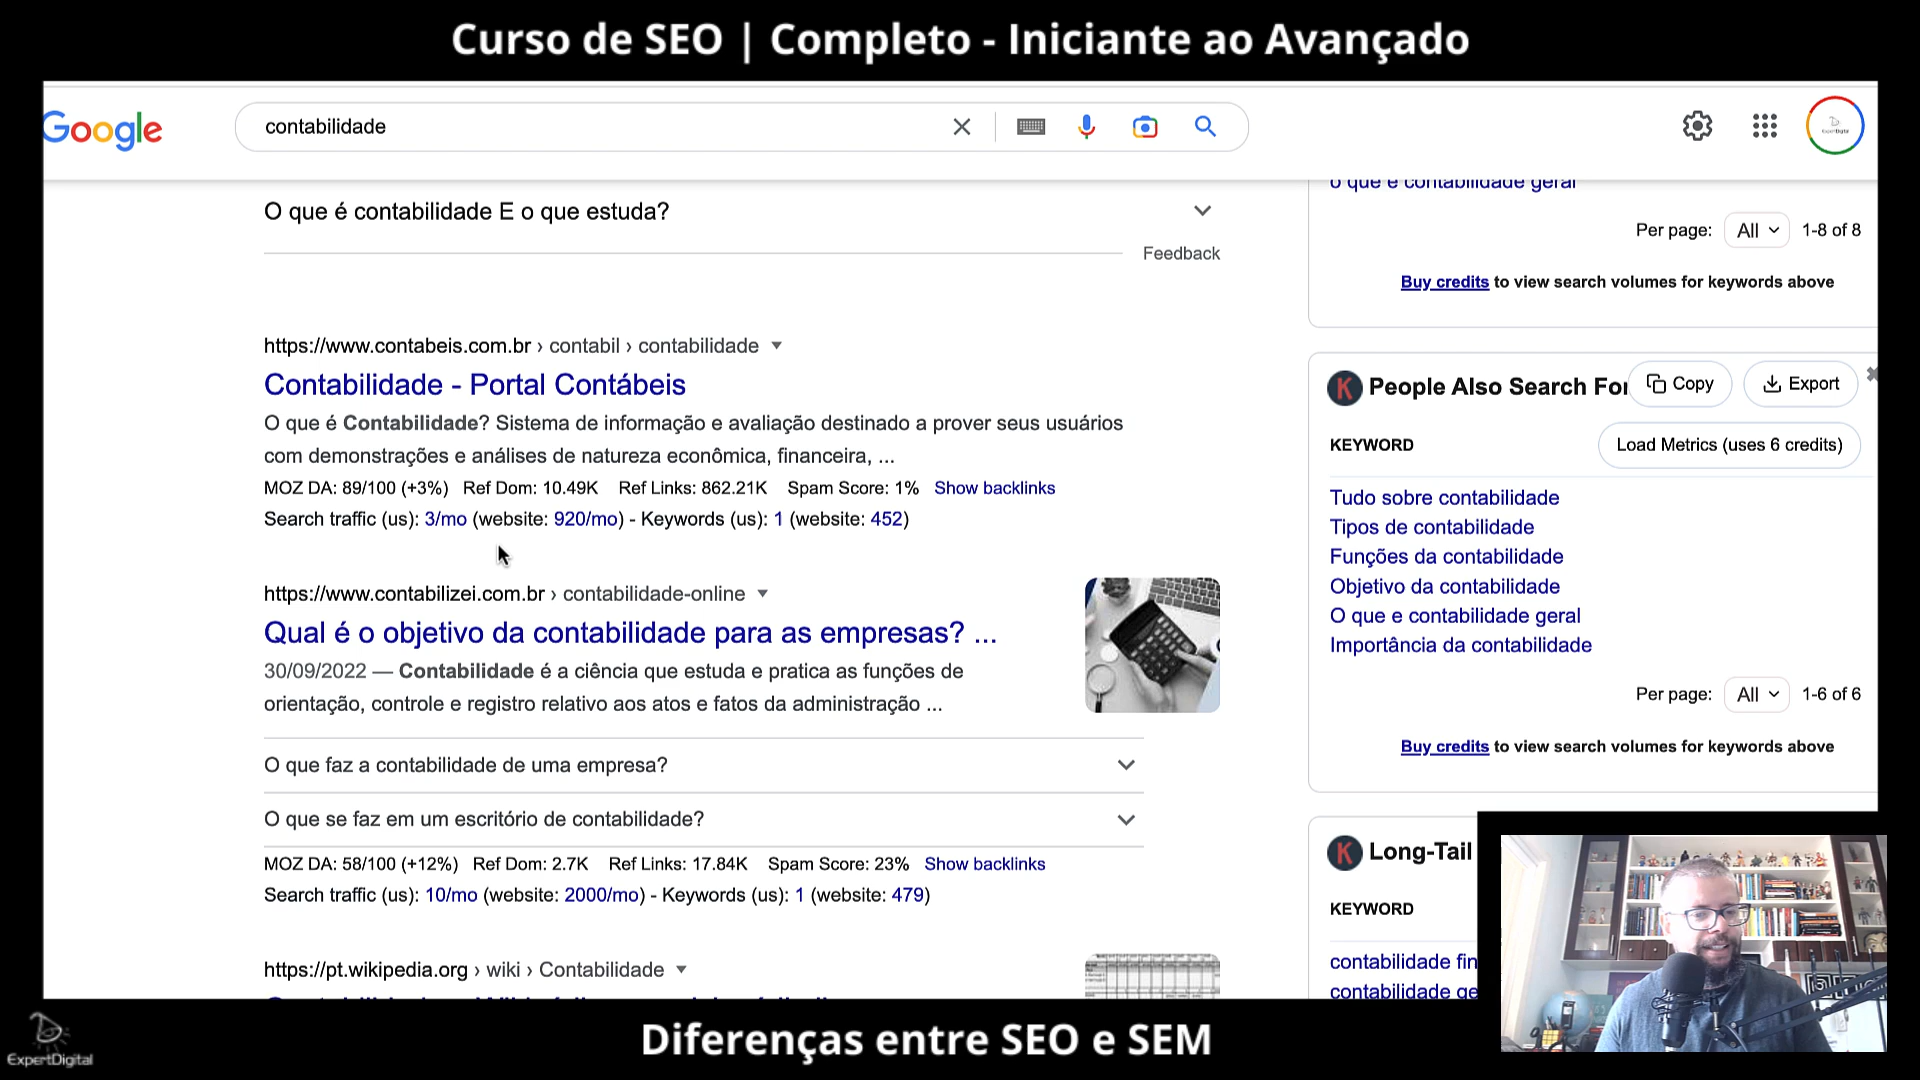 Curso de SEO | Completo - Iniciante ao Avançado
Google
contabilidade
O que é contabilidade E o que estuda?
Feedback
https://www.contabeis.com.br › contabil › contabilidade
Contabilidade - Portal Contábeis
O que é Contabilidade? Sistema de informação e avaliação destinado a prover seus usuários
com demonstrações e análises de natureza econômica, financeira, ...
MOZ DA: 89/100 (+3%) Ref Dom: 10.49K Ref Links: 862.21K Spam Score: 1% Show backlinks
Search traffic (us): 3/mo (website: 920/mo) - Keywords (us): 1 (website: 452)
https://www.contabilizei.com.br › contabilidade-online
Qual é o objetivo da contabilidade para as empresas? ...
30/09/2022 — Contabilidade é a ciência que estuda e pratica as funções de
orientação, controle e registro relativo aos atos e fatos da administração ...
O que faz a contabilidade de uma empresa?
O que se faz em um escritório de contabilidade?
MOZ DA: 58/100 (+12%) Ref Dom: 2.7K Ref Links: 17.84K Spam Score: 23% Show backlinks
Search traffic (us): 10/mo (website: 2000/mo) - Keywords (us): 1 (website: 479)
https://pt.wikipedia.org › wiki › Contabilidade
o que é contabilidade geral
Per page: All 1-8 of 8
Buy credits to view search volumes for keywords above
K People Also Search For
Copy
Export
KEYWORD
Load Metrics (uses 6 credits)
Tudo sobre contabilidade
Tipos de contabilidade
Funções da contabilidade
Objetivo da contabilidade
O que e contabilidade geral
Importância da contabilidade
Per page: All 1-6 of 6
Buy credits to view search volumes for keywords above
K Long-Tail
KEYWORD
contabilidade fin
contabilidade ge
ExpertDigital
Diferenças entre SEO e SEM